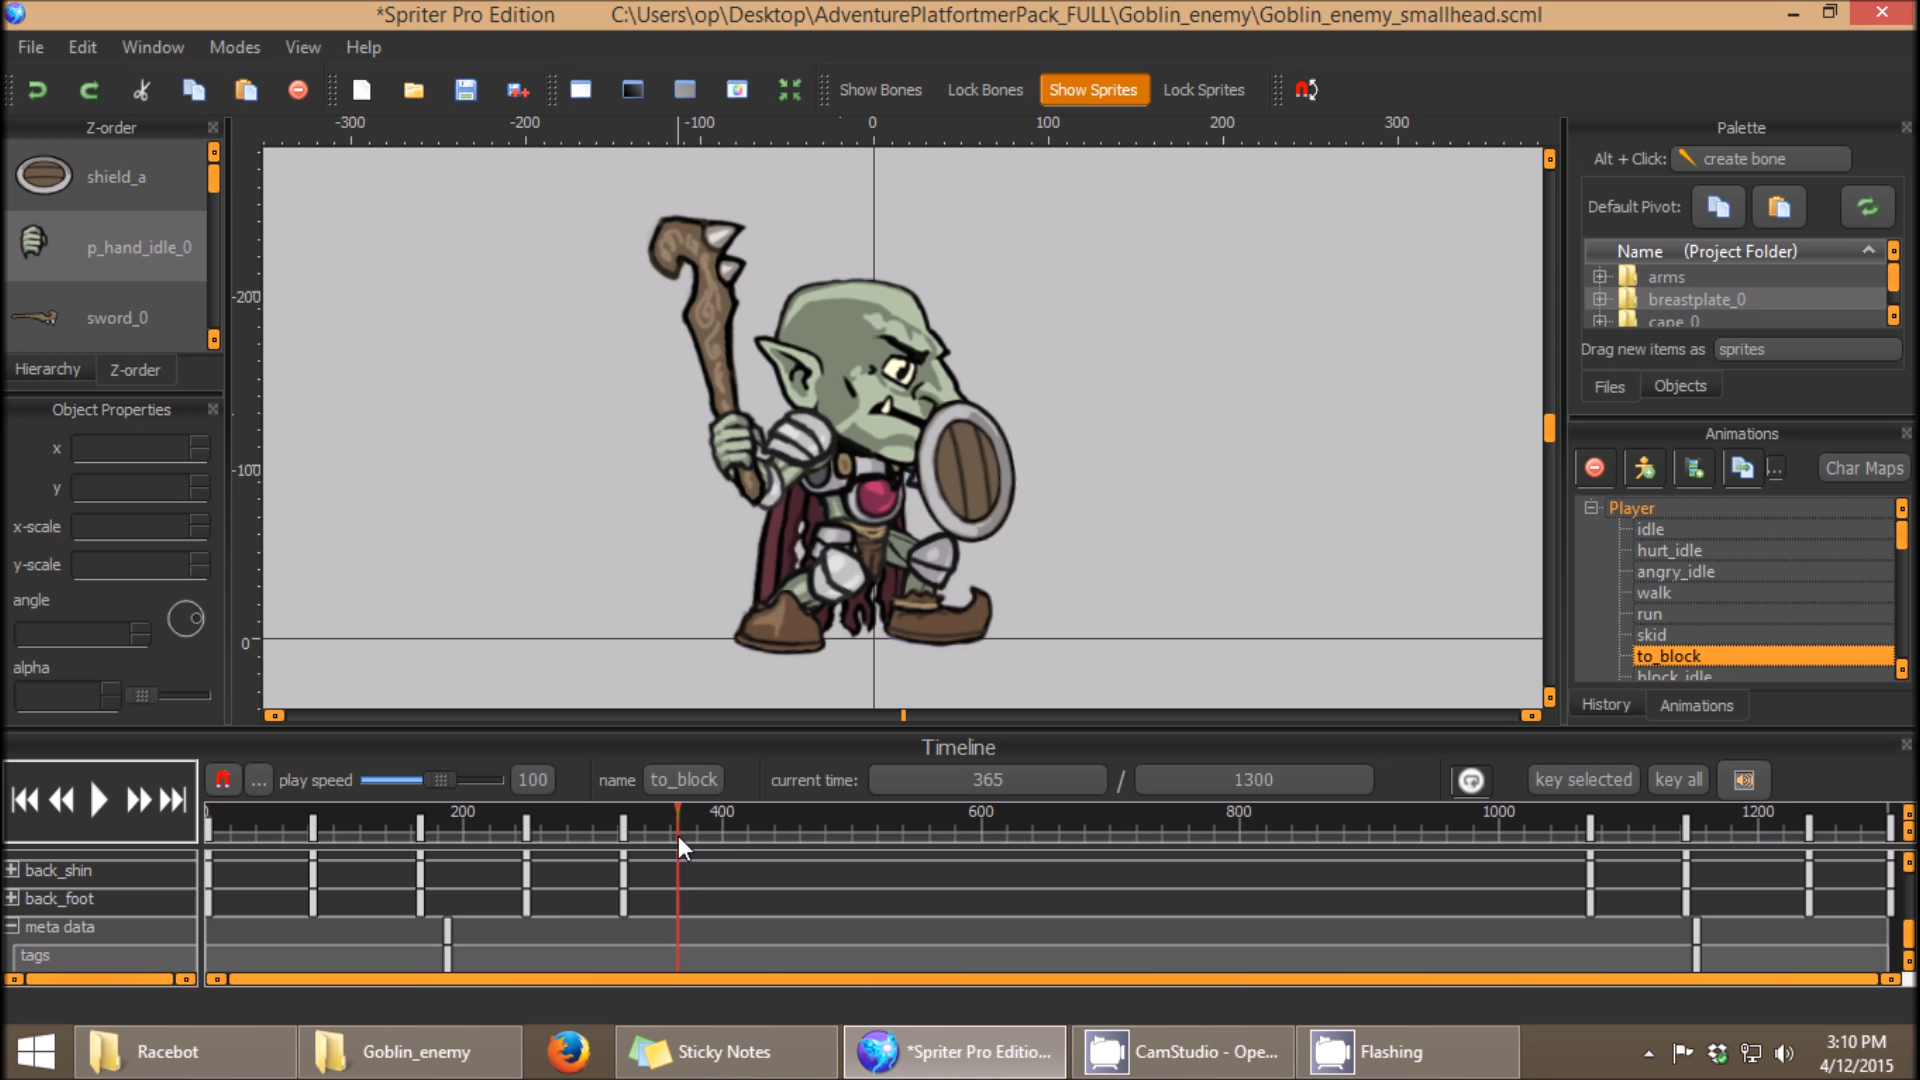 *Spriter Pro Edition C:\Users\op\Desktop\AdventurePlatfortmerPack_FULL\Goblin_enemy\Goblin_enemy_smallhead.scml
File Edit Window Modes View Help
Show Bones Lock Bones Show Sprites Lock Sprites
Z-order
shield_a
p_hand_idle_0
sword_0
Hierarchy Z-order
Object Properties
x
y
x-scale
y-scale
angle
alpha
-300 -200 -100 0 100 200 300
-200
-100
0
Palette
Alt + Click: create bone
Default Pivot:
Name (Project Folder)
arms
breastplate_0
cape_0
Drag new items as sprites
Files Objects
Animations
... Char Maps
Player
idle
hurt_idle
angry_idle
walk
run
skid
to_block
block_idle
History Animations
Timeline
... play speed 100 name to_block current time: 365 / 1300 key selected key all
0 200 400 600 800 1000 1200
back_shin
back_foot
meta data
tags
Racebot Goblin_enemy Sticky Notes *Spriter Pro Editio... CamStudio - Ope... Flashing
3:10 PM
4/12/2015